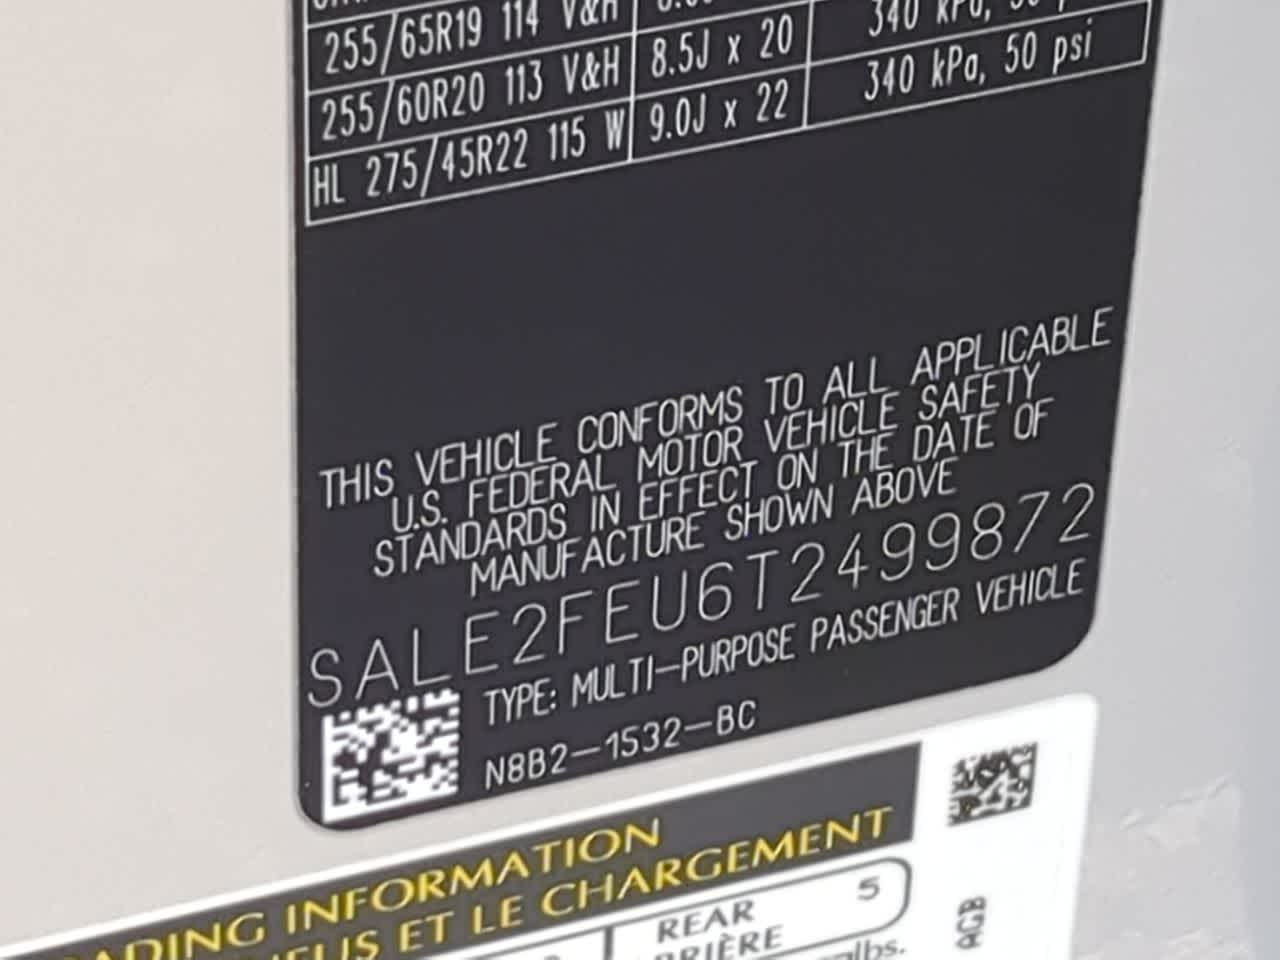 255/65R19 114 V&H
255/60R20 113 V&H 8.5J x 20 340 kPa,
HL 275/45R22 115 W 9.0J x 22 340 kPa, 50 psi
THIS VEHICLE CONFORMS TO ALL APPLICABLE
U.S. FEDERAL MOTOR VEHICLE SAFETY
STANDARDS IN EFFECT ON THE DATE OF
MANUFACTURE SHOWN ABOVE
SALE2FEU6T2499872
TYPE: MULTI-PURPOSE PASSENGER VEHICLE
N8B2-1532-BC
ADING INFORMATION
ET LE CHARGEMENT
REAR 5
lbs.
AGB